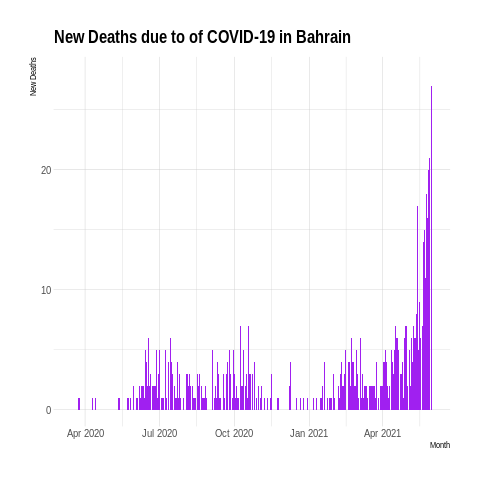 New Deaths due to of COVID-19 in Bahrain
New Deaths
20
10
0
Apr 2020 Jul 2020 Oct 2020 Jan 2021 Apr 2021
Month